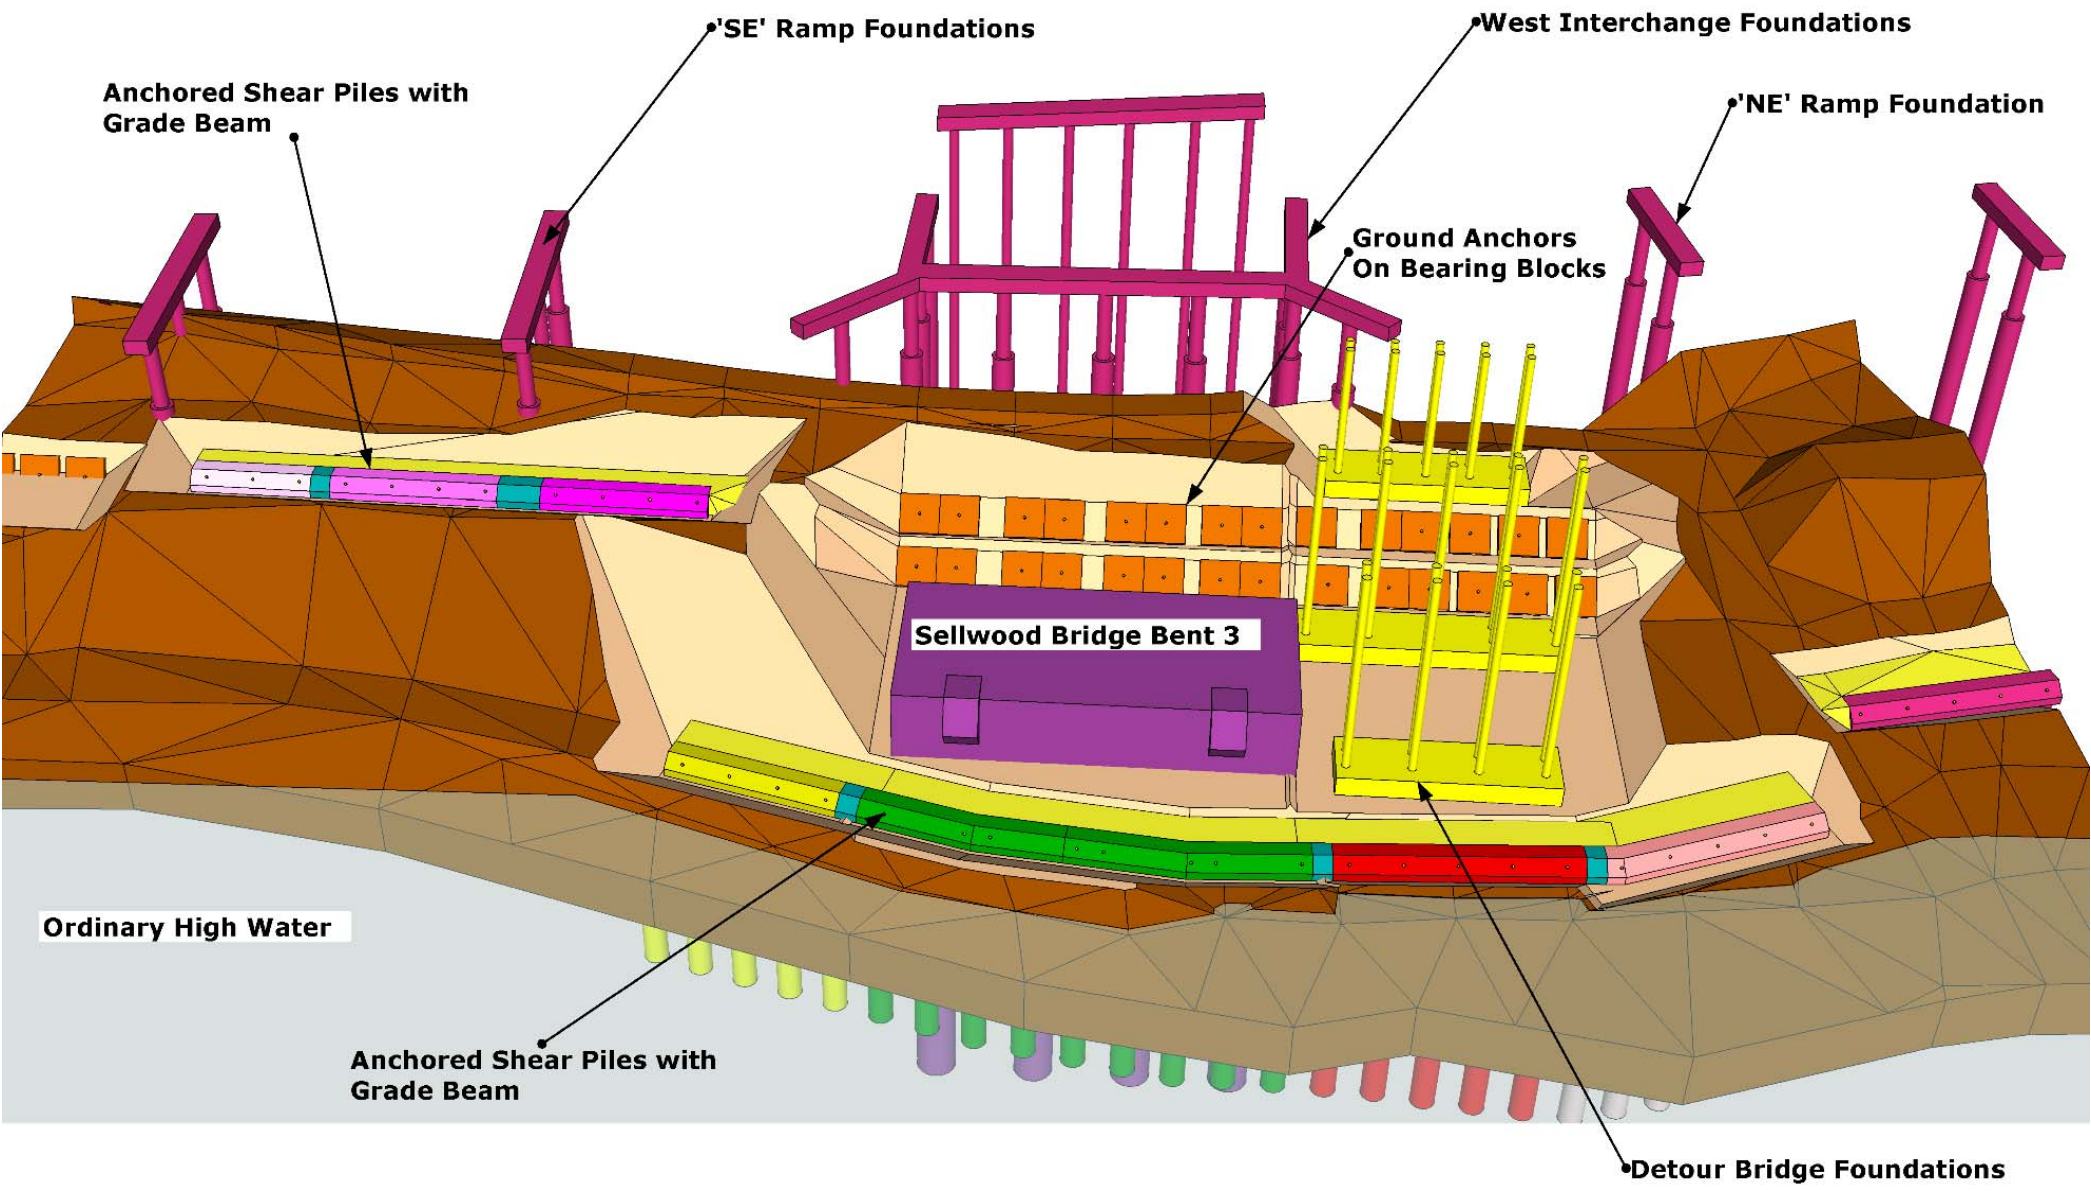 'SE' Ramp Foundations
West Interchange Foundations
Anchored Shear Piles with
Grade Beam
'NE' Ramp Foundation
Ground Anchors
On Bearing Blocks
Sellwood Bridge Bent 3
Ordinary High Water
Anchored Shear Piles with
Grade Beam
Detour Bridge Foundations